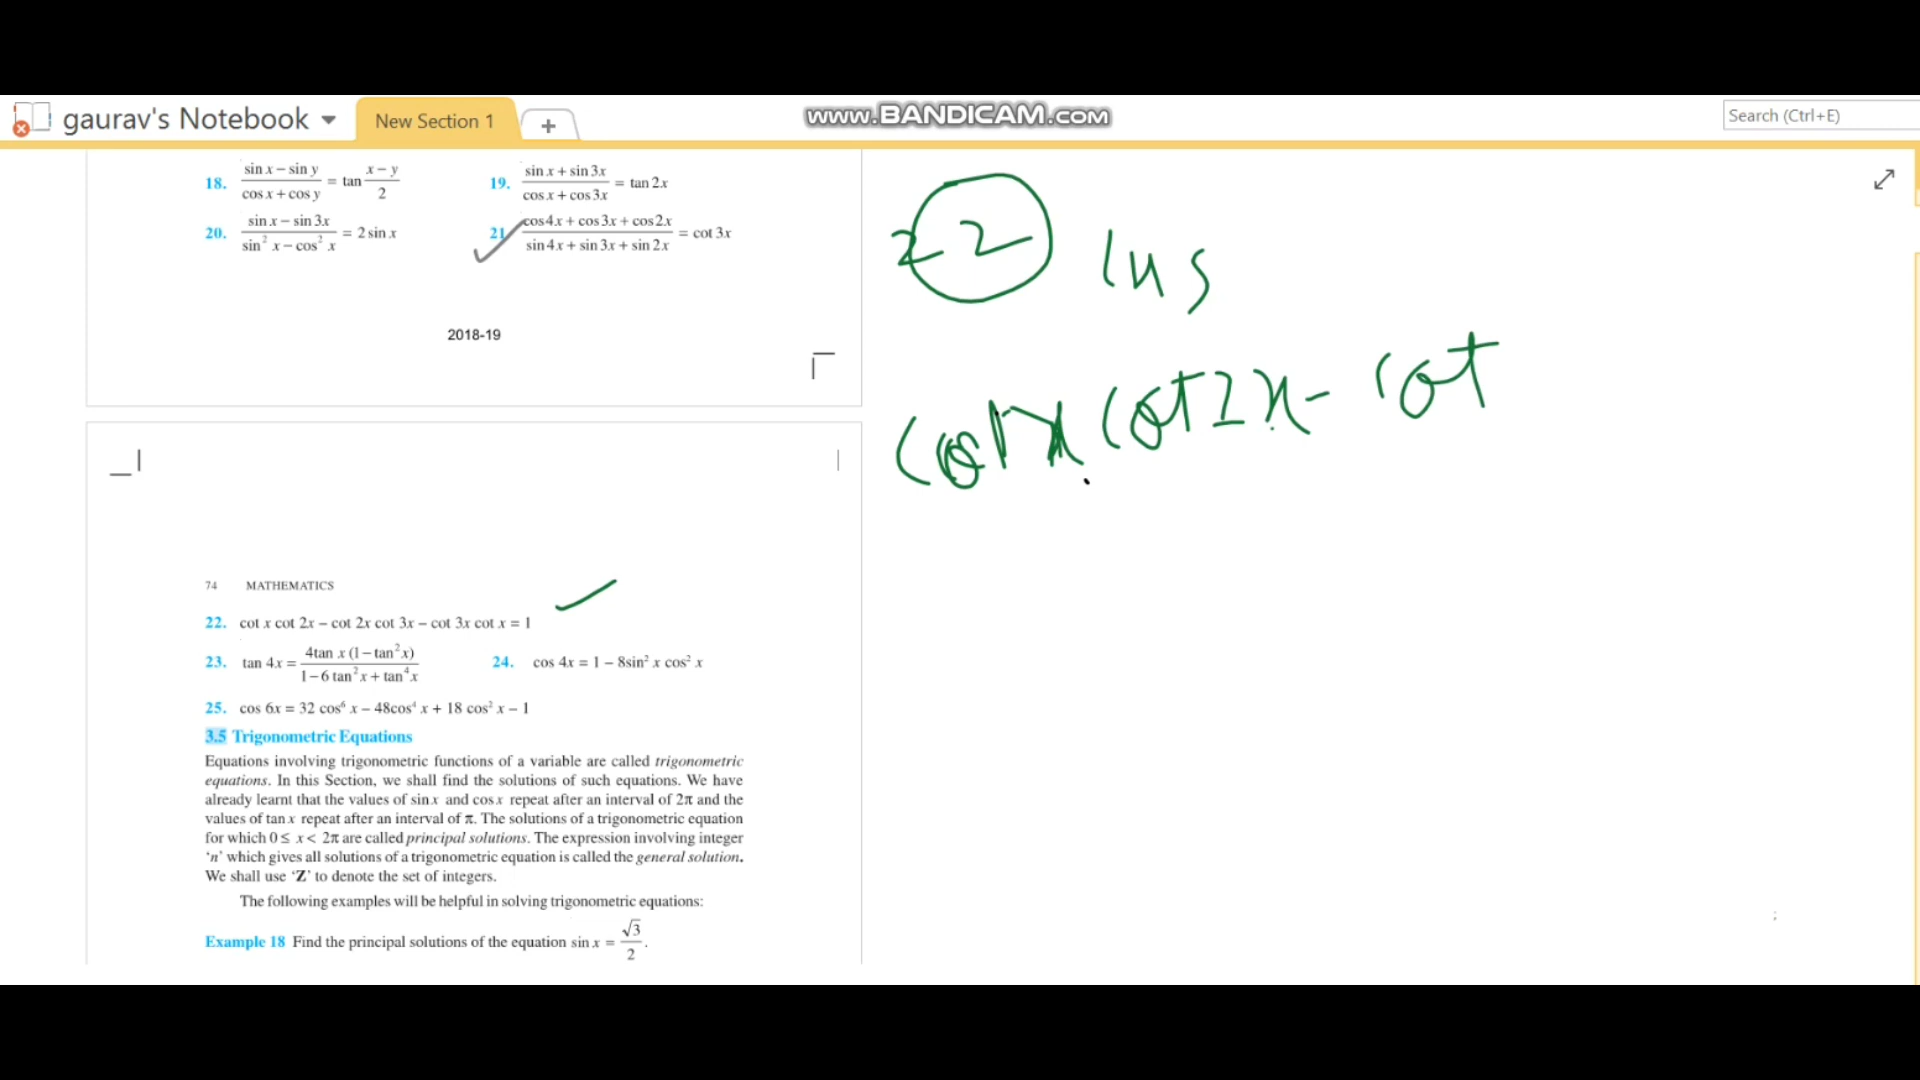 gaurav's Notebook
New Section 1
www.BANDICAM.com
Search (Ctrl+E)
18. (sin x − sin y)/(cos x + cos y) = tan (x − y)/2
19. (sin x + sin 3x)/(cos x + cos 3x) = tan 2x
20. (sin x − sin 3x)/(sin² x − cos² x) = 2 sin x
21 (cos 4x + cos 3x + cos 2x)/(sin 4x + sin 3x + sin 2x) = cot 3x
2018-19
74 MATHEMATICS
22. cot x cot 2x – cot 2x cot 3x – cot 3x cot x = 1
23. tan 4x = (4tan x (1 − tan² x))/(1 − 6 tan² x + tan⁴ x)
24. cos 4x = 1 – 8sin² x cos² x
25. cos 6x = 32 cos⁶ x – 48cos⁴ x + 18 cos² x – 1
3.5 Trigonometric Equations
Equations involving trigonometric functions of a variable are called trigonometric
equations. In this Section, we shall find the solutions of such equations. We have
already learnt that the values of sin x and cos x repeat after an interval of 2π and the
values of tan x repeat after an interval of π. The solutions of a trigonometric equation
for which 0 ≤ x < 2π are called principal solutions. The expression involving integer
‘n’ which gives all solutions of a trigonometric equation is called the general solution.
We shall use ‘Z’ to denote the set of integers.
The following examples will be helpful in solving trigonometric equations:
Example 18 Find the principal solutions of the equation sin x = √3/2.
22
LHS
cot x cot 2x - cot